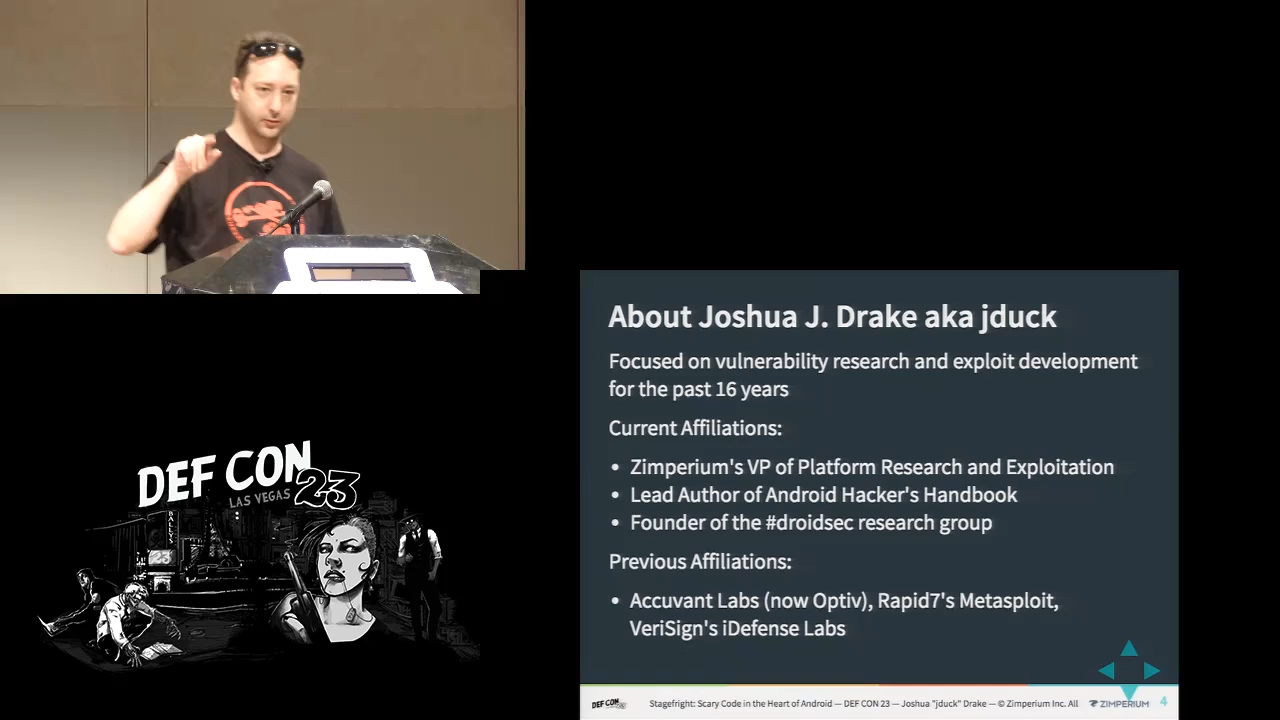 About Joshua J. Drake aka jduck
Focused on vulnerability research and exploit development
for the past 16 years
Current Affiliations:
• Zimperium's VP of Platform Research and Exploitation
• Lead Author of Android Hacker's Handbook
• Founder of the #droidsec research group
Previous Affiliations:
• Accuvant Labs (now Optiv), Rapid7's Metasploit,
VeriSign's iDefense Labs
DEF CON
LAS VEGAS 23
BALLYS
23
DEF CON Stagefright: Scary Code in the Heart of Android — DEF CON 23 — Joshua "jduck" Drake — © Zimperium Inc. All ZIMPERIUM 4